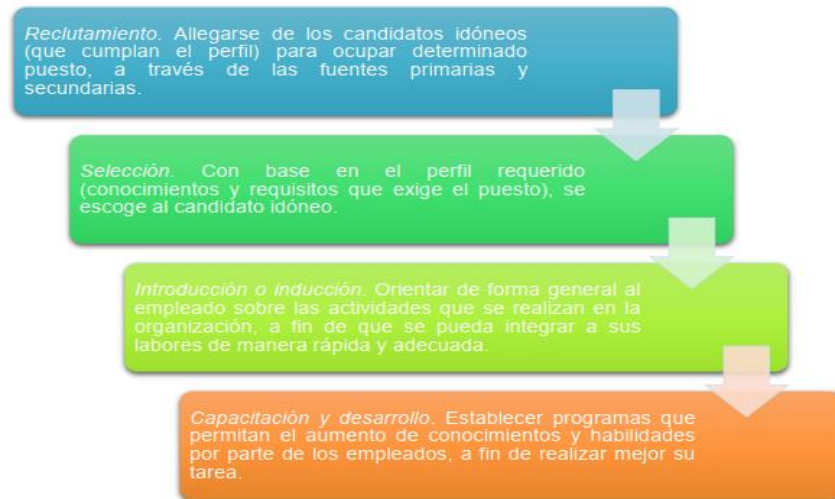 Reclutamiento. Allegarse de los candidatos idóneos
(que cumplan el perfil) para ocupar determinado
puesto, a través de las fuentes primarias y
secundarias.
Selección. Con base en el perfil requerido
(conocimientos y requisitos que exige el puesto), se
escoge al candidato idóneo.
Introducción o inducción. Orientar de forma general al
empleado sobre las actividades que se realizan en la
organización, a fin de que se pueda integrar a sus
labores de manera rápida y adecuada.
Capacitación y desarrollo. Establecer programas que
permitan el aumento de conocimientos y habilidades
por parte de los empleados, a fin de realizar mejor su
tarea.